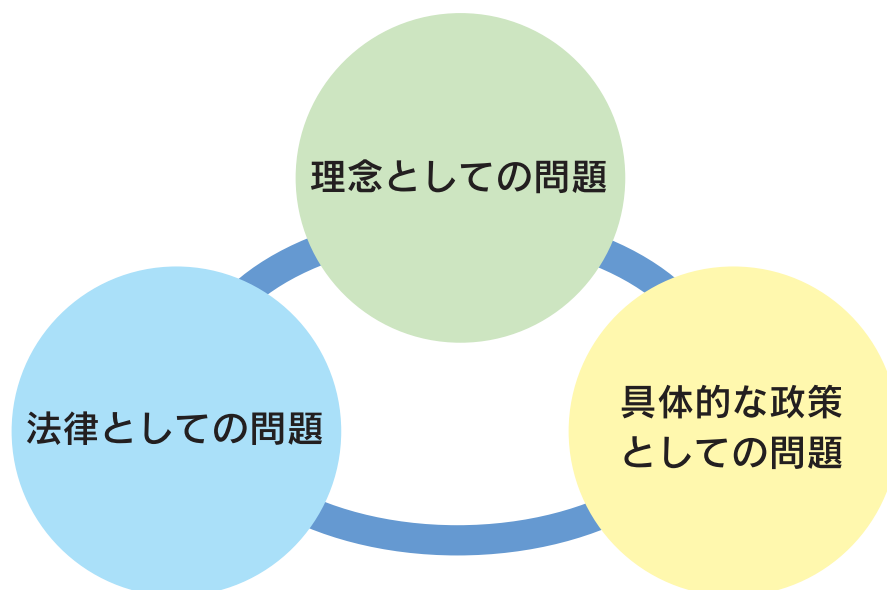 理念としての問題
法律としての問題
具体的な政策
としての問題